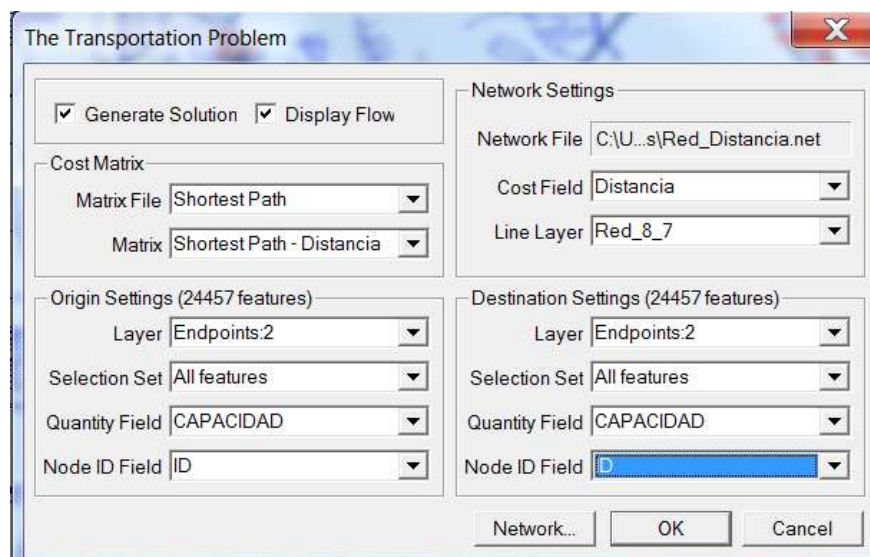 The Transportation Problem
Generate Solution
Display Flow
Cost Matrix
Matrix File Shortest Path
Matrix Shortest Path - Distancia
Network Settings
Network File C:\U...s\Red_Distancia.net
Cost Field Distancia
Line Layer Red_8_7
Origin Settings (24457 features)
Layer Endpoints:2
Selection Set All features
Quantity Field CAPACIDAD
Node ID Field ID
Destination Settings (24457 features)
Layer Endpoints:2
Selection Set All features
Quantity Field CAPACIDAD
Node ID Field ID
Network...
OK
Cancel